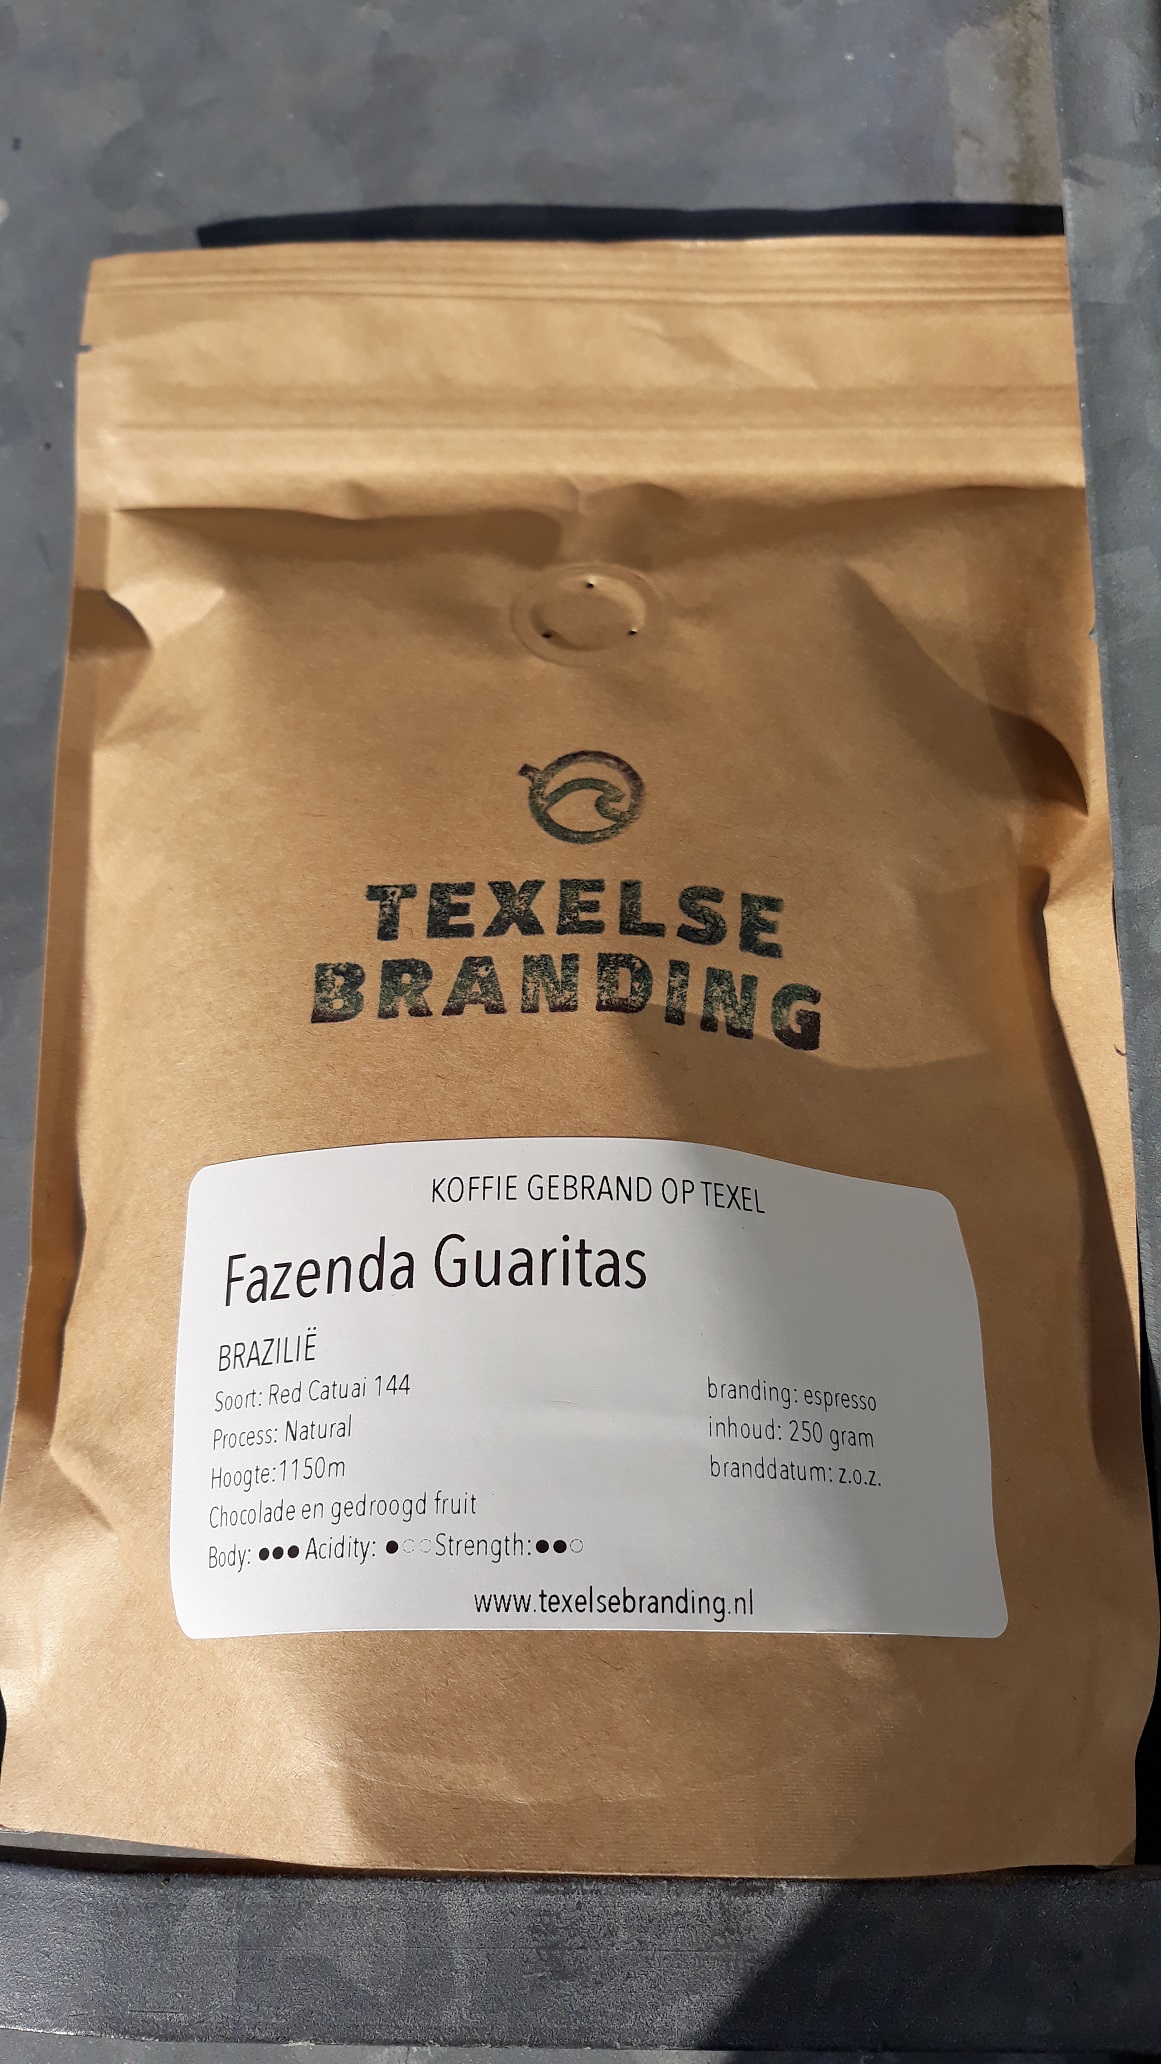 TEXELSE
BRANDING
KOFFIE GEBRAND OP TEXEL
Fazenda Guaritas
BRAZILIË
Soort: Red Catuai 144
Process: Natural
Hoogte:1150m
Chocolade en gedroogd fruit
Body: ●●● Acidity: ●○○ Strength:●●○
branding: espresso
inhoud: 250 gram
branddatum: z.o.z.
www.texelsebranding.nl